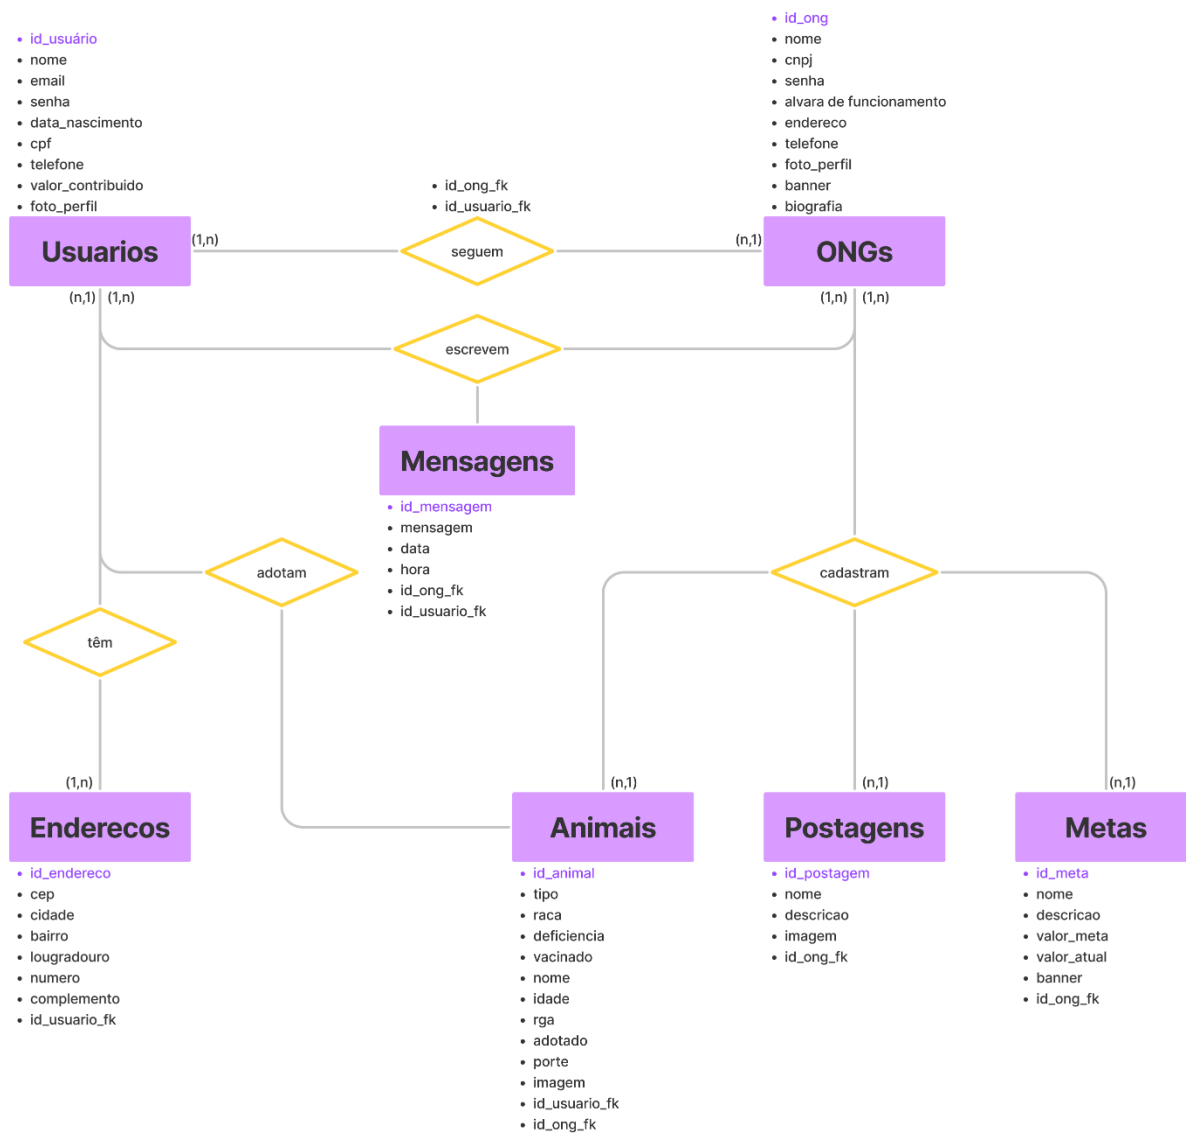 id_usuário
nome
email
senha
data_nascimento
cpf
telefone
valor_contribuido
foto_perfil
Usuarios
(1,n)
(n,1)
(1,n)
id_ong_fk
id_usuario_fk
seguem
id_ong
nome
cnpj
senha
alvara de funcionamento
endereco
telefone
foto_perfil
banner
biografia
(n,1)
ONGs
(1,n)
(1,n)
escrevem
Mensagens
id_mensagem
mensagem
data
hora
id_ong_fk
id_usuario_fk
adotam
cadastram
têm
(1,n)
Enderecos
id_endereco
cep
cidade
bairro
lougradouro
numero
complemento
id_usuario_fk
(n,1)
Animais
id_animal
tipo
raca
deficiencia
vacinado
nome
idade
rga
adotado
porte
imagem
id_usuario_fk
id_ong_fk
(n,1)
Postagens
id_postagem
nome
descricao
imagem
id_ong_fk
(n,1)
Metas
id_meta
nome
descricao
valor_meta
valor_atual
banner
id_ong_fk